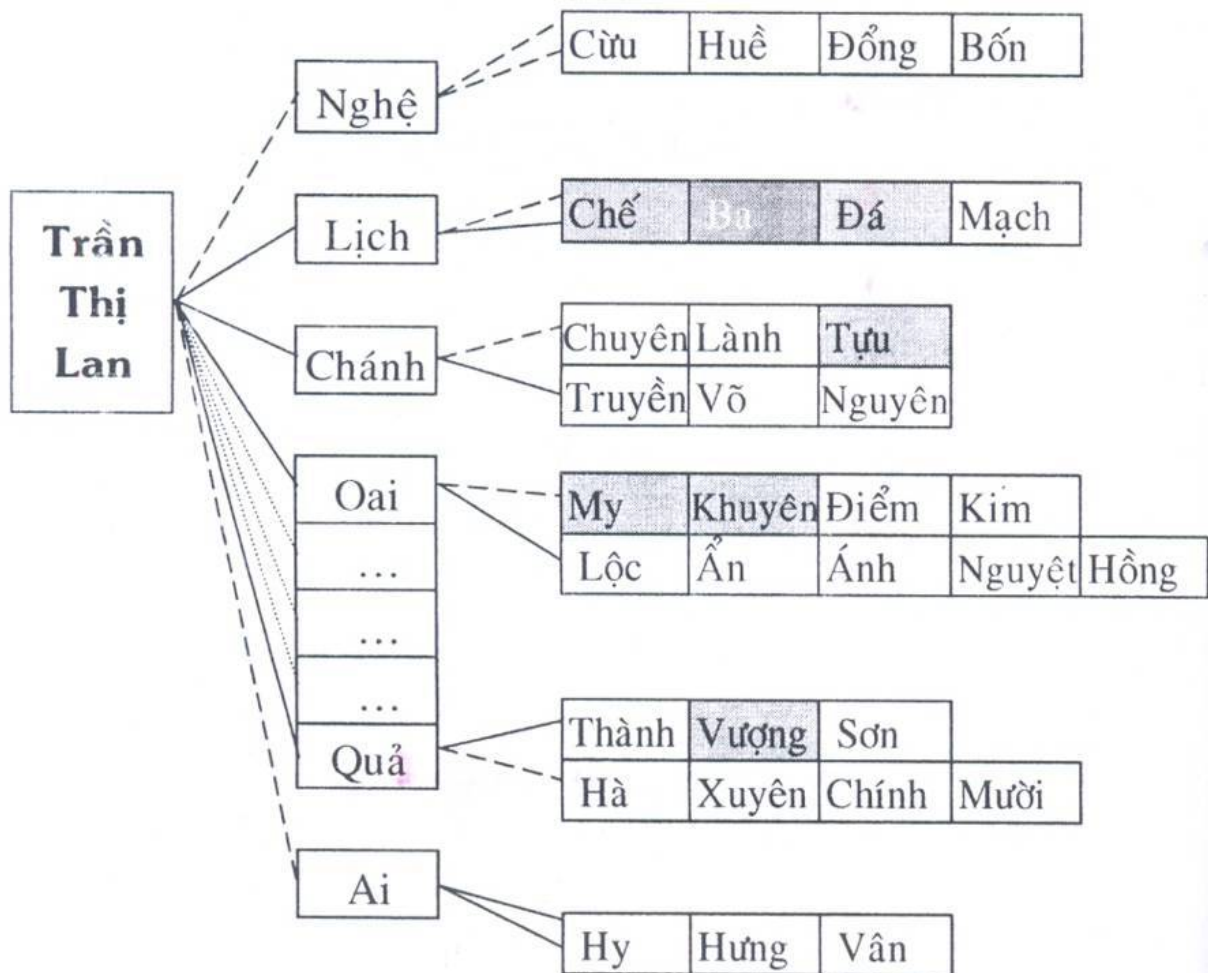 Cừu Huề Đổng Bốn
Nghệ
Trần
Thị
Lan
Lịch
Chế Ba Đá Mạch
Chánh
Chuyên Lành Tựu
Truyền Võ Nguyên
Oai
...
...
...
Quả
My Khuyên Điểm Kim
Lộc Ẩn Ánh Nguyệt Hồng
Thành Vượng Sơn
Hà Xuyên Chính Mười
Ai
Hy Hưng Vân